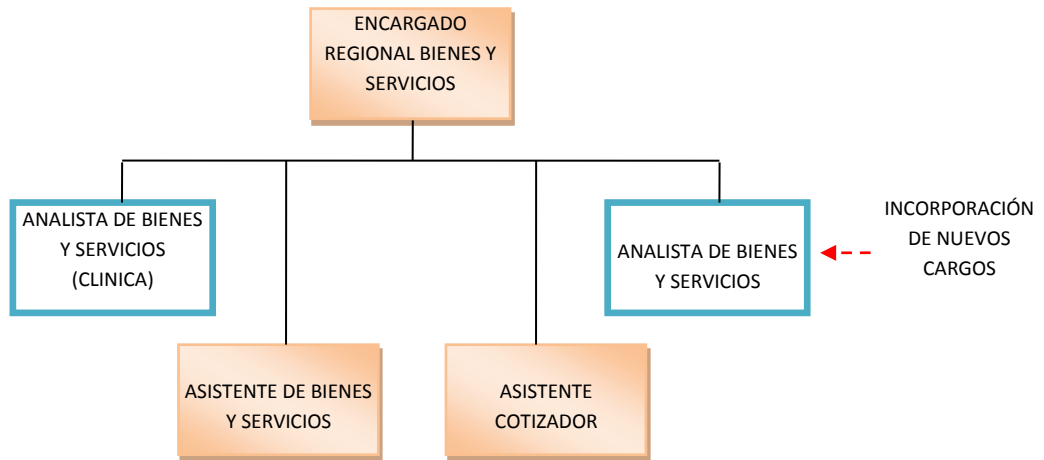 ENCARGADO
REGIONAL BIENES Y
SERVICIOS
ANALISTA DE BIENES
Y SERVICIOS
(CLINICA)
ANALISTA DE BIENES
Y SERVICIOS
INCORPORACIÓN
DE NUEVOS
CARGOS
ASISTENTE DE BIENES
Y SERVICIOS
ASISTENTE
COTIZADOR